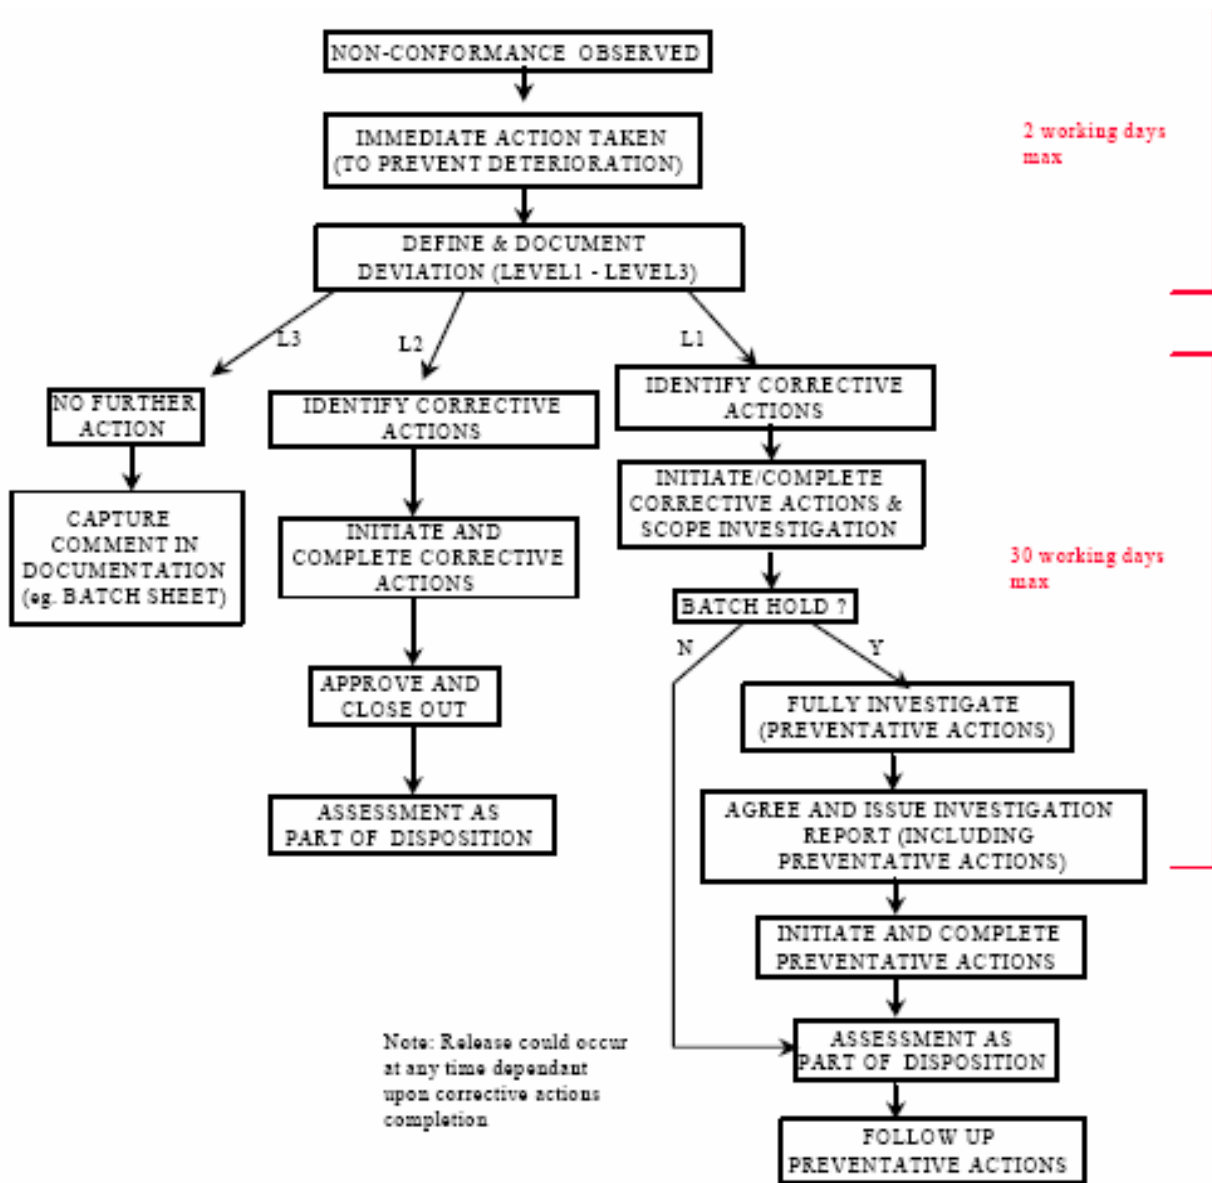 NON-CONFORMANCE OBSERVED
IMMEDIATE ACTION TAKEN
(TO PREVENT DETERIORATION)
2 working days
max
DEFINE & DOCUMENT
DEVIATION (LEVEL1 - LEVEL3)
L3
L2
L1
NO FURTHER
ACTION
CAPTURE
COMMENT IN
DOCUMENTATION
(eg. BATCH SHEET)
IDENTIFY CORRECTIVE
ACTIONS
INITIATE AND
COMPLETE CORRECTIVE
ACTIONS
APPROVE AND
CLOSE OUT
ASSESSMENT AS
PART OF DISPOSITION
IDENTIFY CORRECTIVE
ACTIONS
INITIATE/COMPLETE
CORRECTIVE ACTIONS &
SCOPE INVESTIGATION
30 working days
max
BATCH HOLD ?
N
Y
FULLY INVESTIGATE
(PREVENTATIVE ACTIONS)
AGREE AND ISSUE INVESTIGATION
REPORT (INCLUDING
PREVENTATIVE ACTIONS)
INITIATE AND COMPLETE
PREVENTATIVE ACTIONS
ASSESSMENT AS
PART OF DISPOSITION
FOLLOW UP
PREVENTATIVE ACTIONS
Note: Release could occur
at any time dependant
upon corrective actions
completion